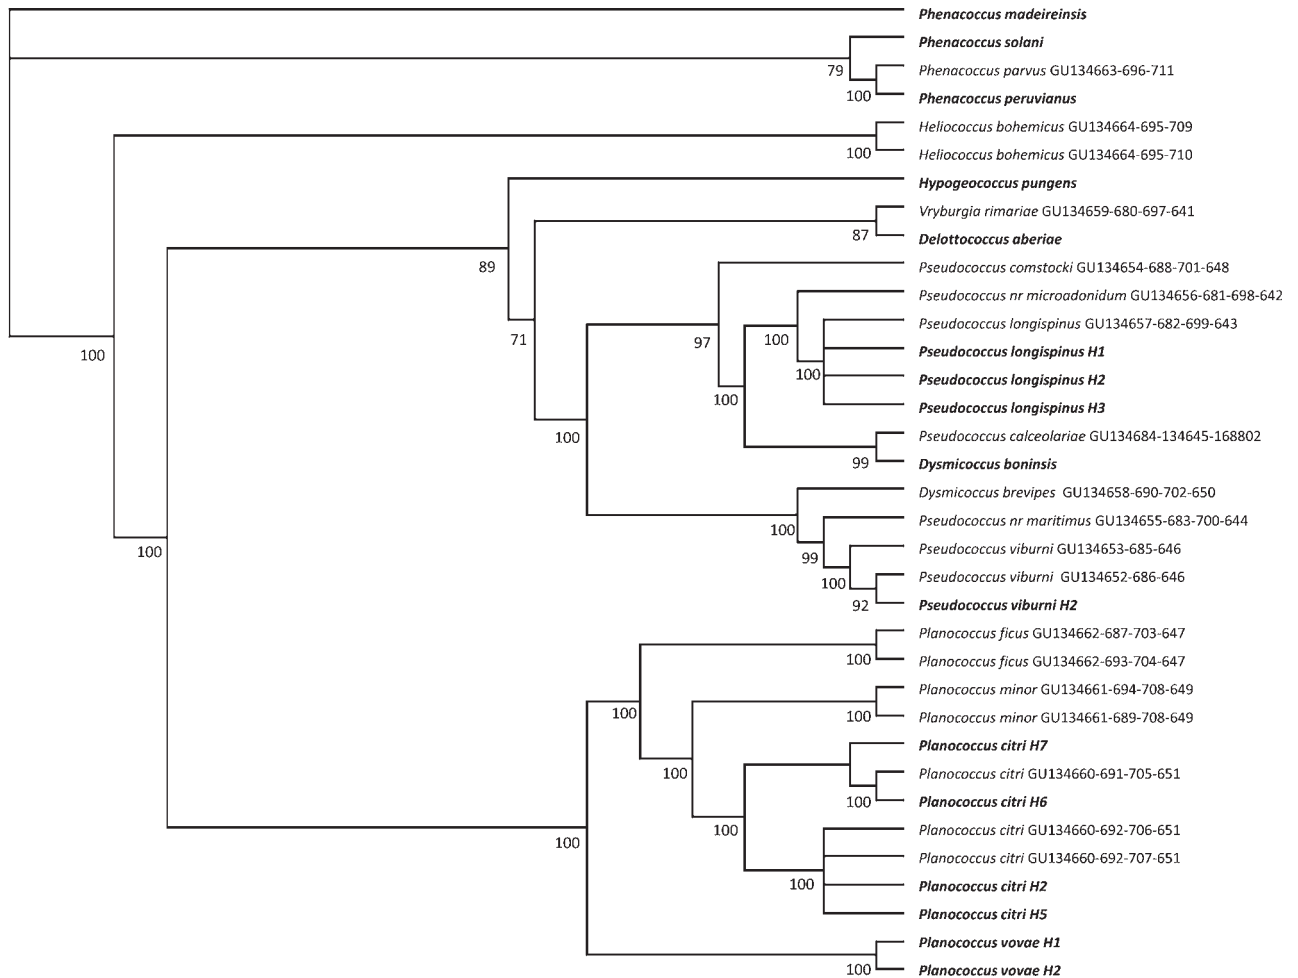 Phenacoccus madeireinsis
Phenacoccus solani
79
Phenacoccus parvus GU134663-696-711
100
Phenacoccus peruvianus
Heliococcus bohemicus GU134664-695-709
100
Heliococcus bohemicus GU134664-695-710
Hypogeococcus pungens
Vryburgia rimariae GU134659-680-697-641
87
Delottococcus aberiae
89
Pseudococcus comstocki GU134654-688-701-648
Pseudococcus nr microadonidum GU134656-681-698-642
Pseudococcus longispinus GU134657-682-699-643
71
97
100
100
Pseudococcus longispinus H1
100
Pseudococcus longispinus H2
100
Pseudococcus longispinus H3
100
Pseudococcus calceolariae GU134684-134645-168802
99
Dysmicoccus boninsis
Dysmicoccus brevipes GU134658-690-702-650
100
Pseudococcus nr maritimus GU134655-683-700-644
100
99
Pseudococcus viburni GU134653-685-646
100
Pseudococcus viburni GU134652-686-646
92
Pseudococcus viburni H2
Planococcus ficus GU134662-687-703-647
100
Planococcus ficus GU134662-693-704-647
Planococcus minor GU134661-694-708-649
100
100
Planococcus minor GU134661-689-708-649
Planococcus citri H7
100
Planococcus citri GU134660-691-705-651
100
Planococcus citri H6
100
Planococcus citri GU134660-692-706-651
100
Planococcus citri GU134660-692-707-651
100
Planococcus citri H2
Planococcus citri H5
Planococcus vovae H1
100
Planococcus vovae H2